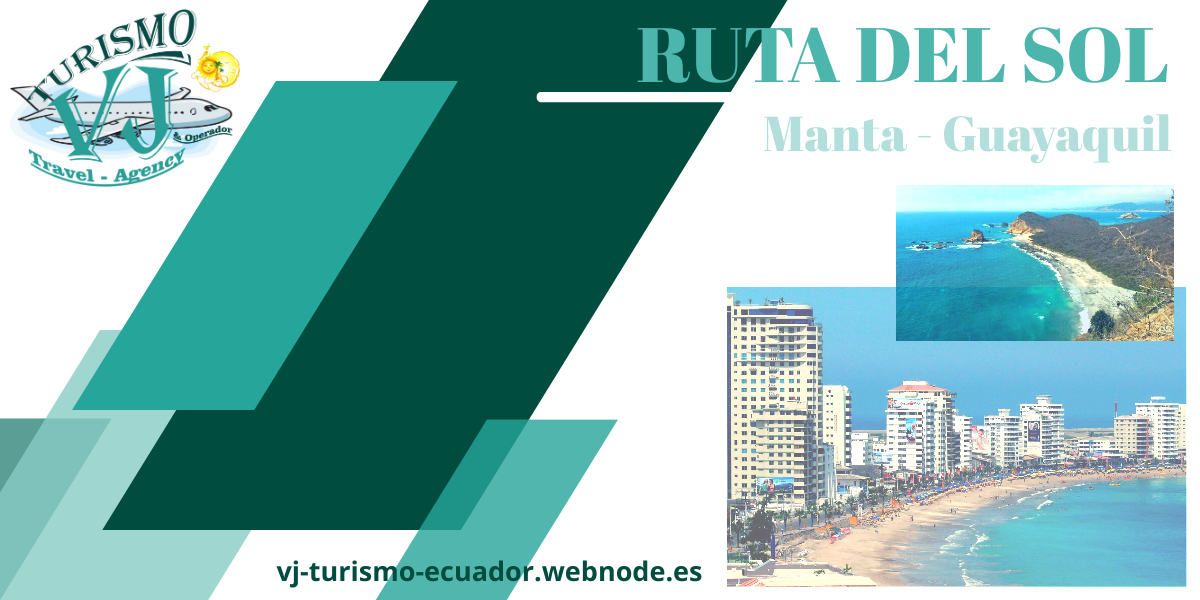 TURISMO
VJ
& Operador
Travel - Agency
RUTA DEL SOL
Manta - Guayaquil
vj-turismo-ecuador.webnode.es